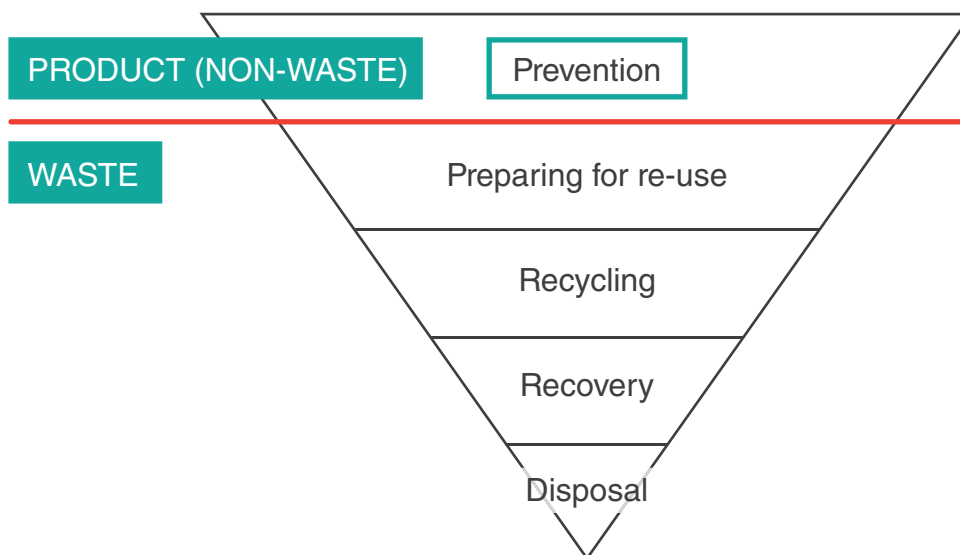 PRODUCT (NON-WASTE)
Prevention
WASTE
Preparing for re-use
Recycling
Recovery
Disposal